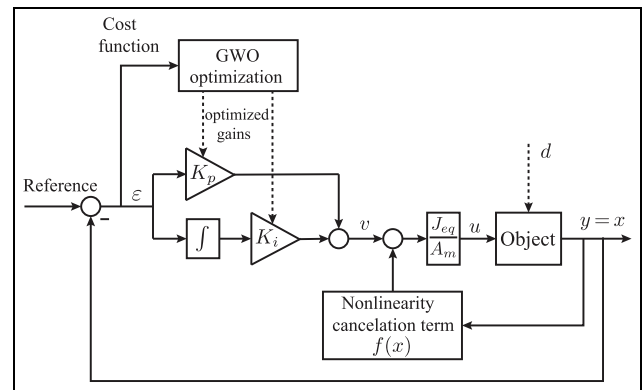 Cost
function
GWO
optimization
optimized
gains
K_p
Reference
ε
-
∫
K_i
v
J_eq
A_m
u
Object
d
y = x
Nonlinearity
cancelation term
f(x)